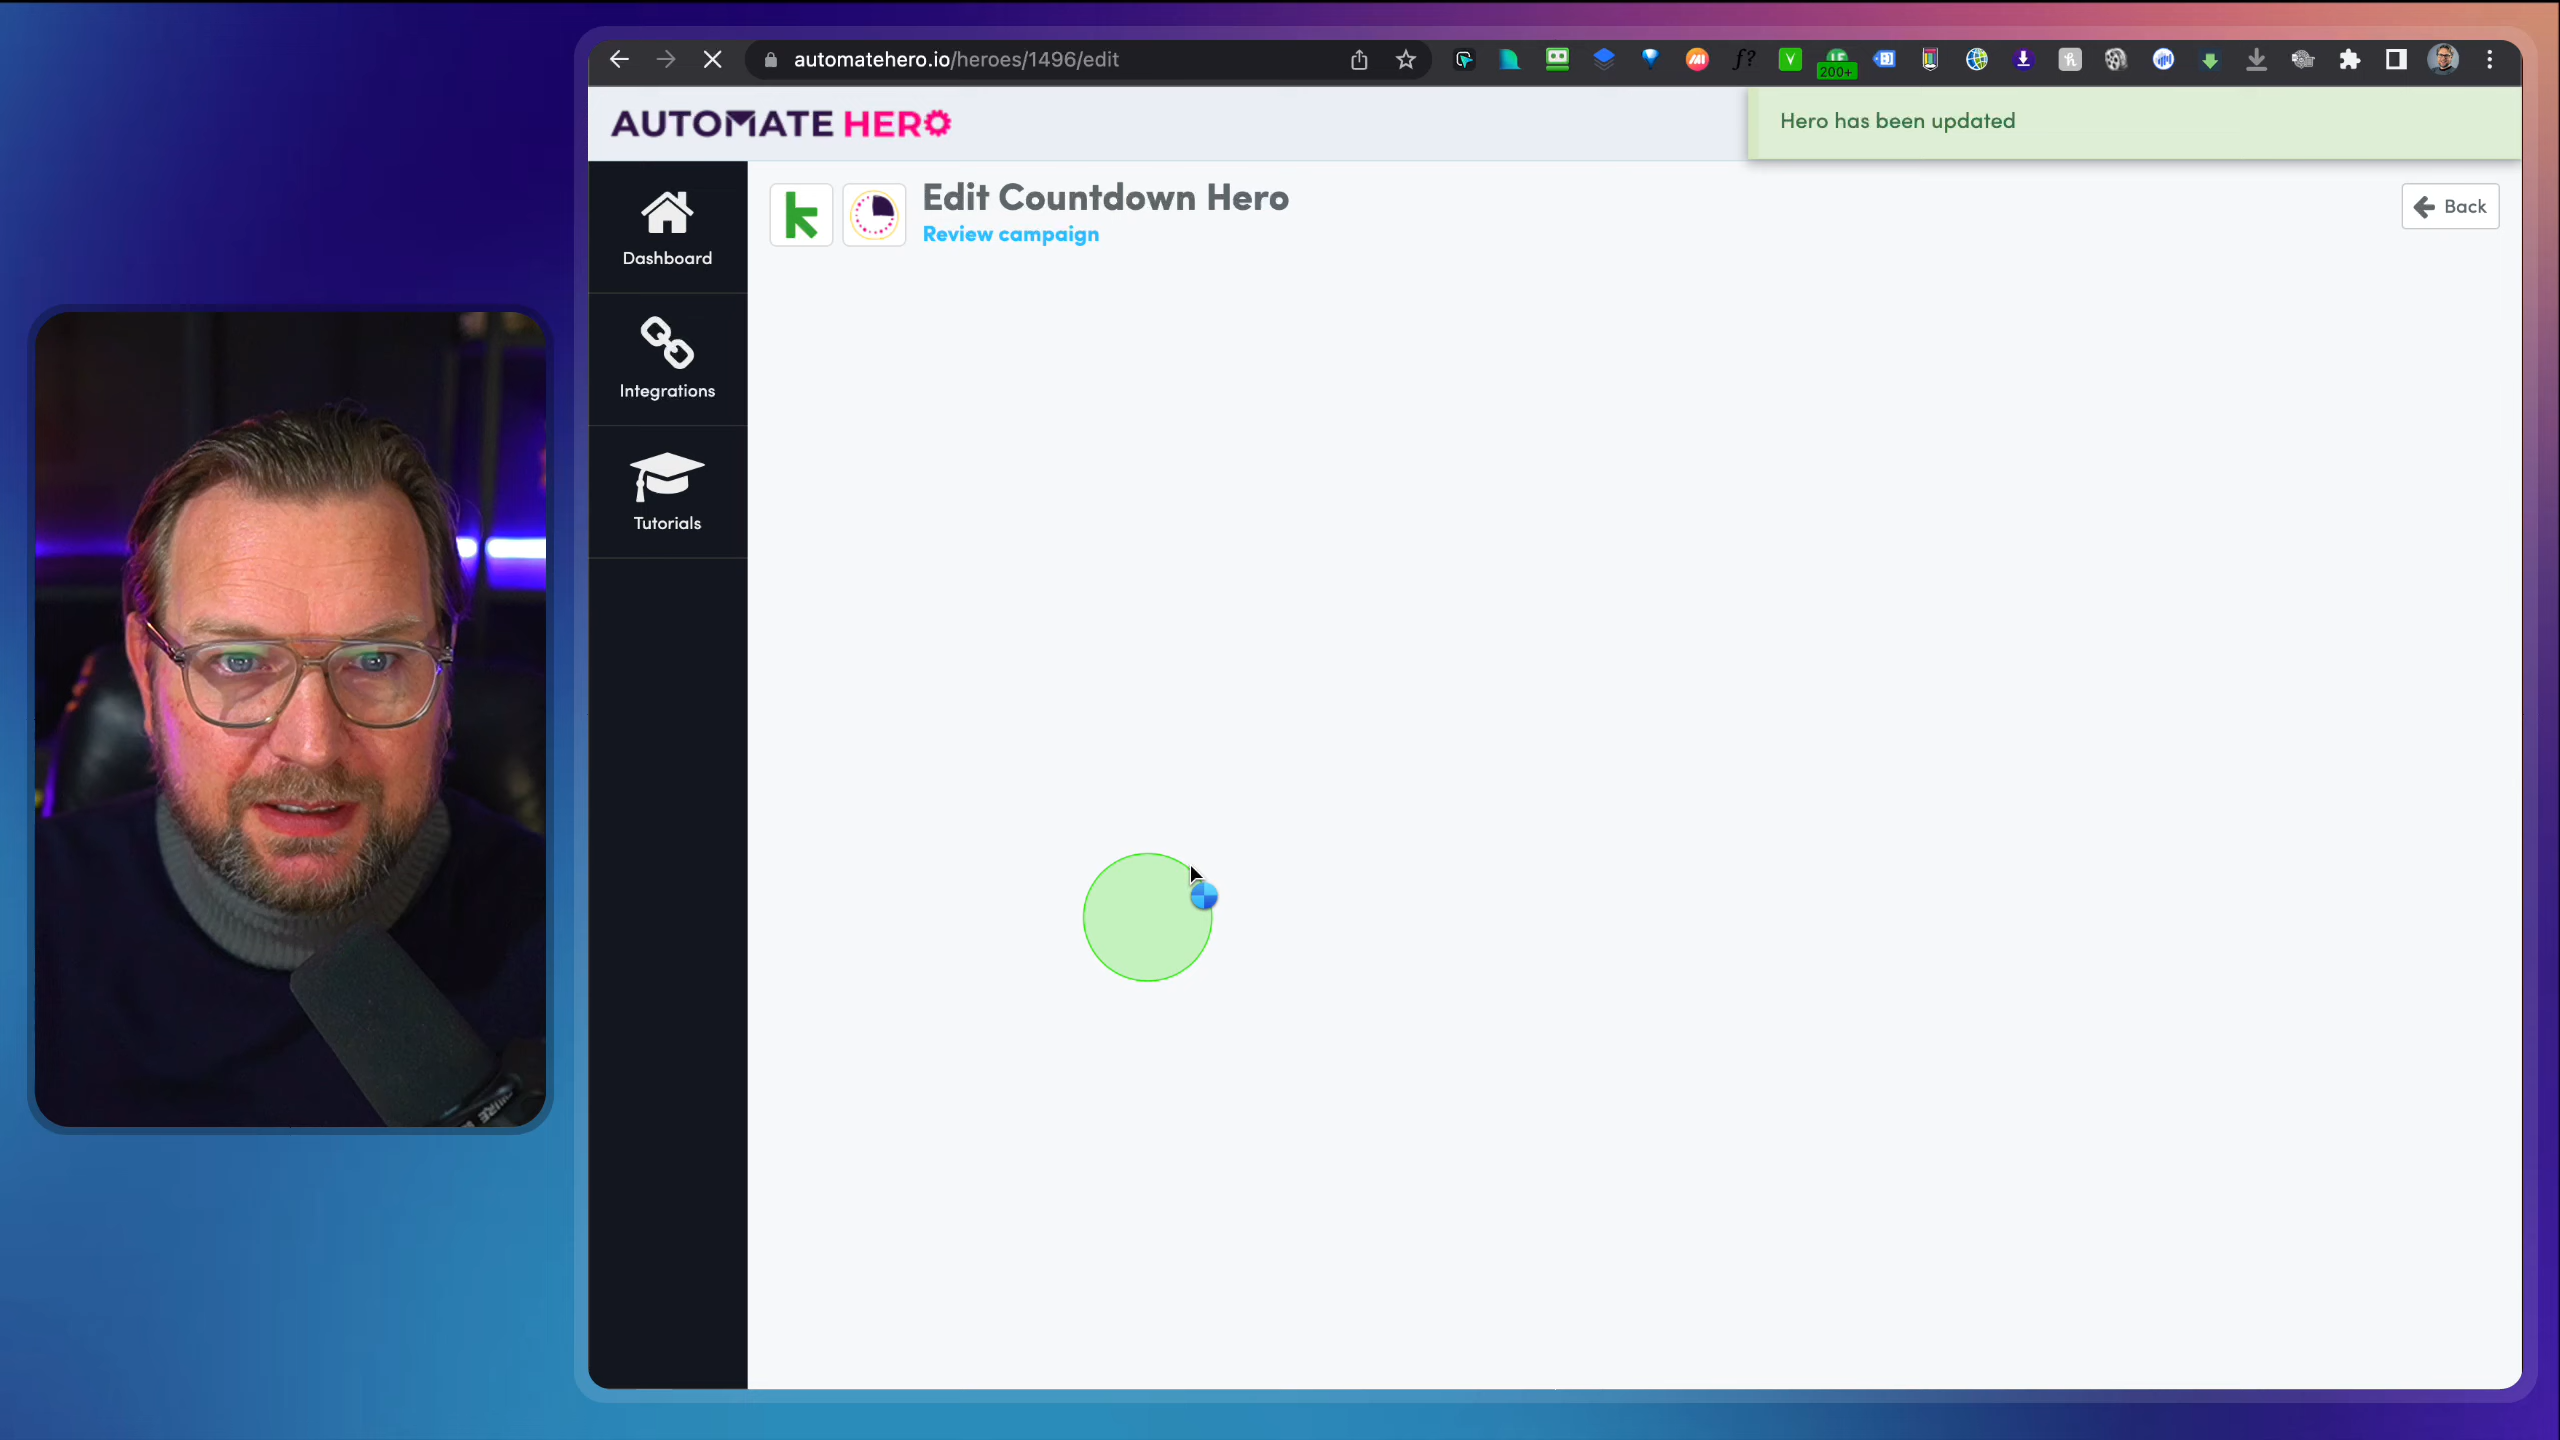 automatehero.io/heroes/1496/edit
200+
AUTOMATE HERO
Hero has been updated
Edit Countdown Hero
Review campaign
Back
Dashboard
Integrations
Tutorials